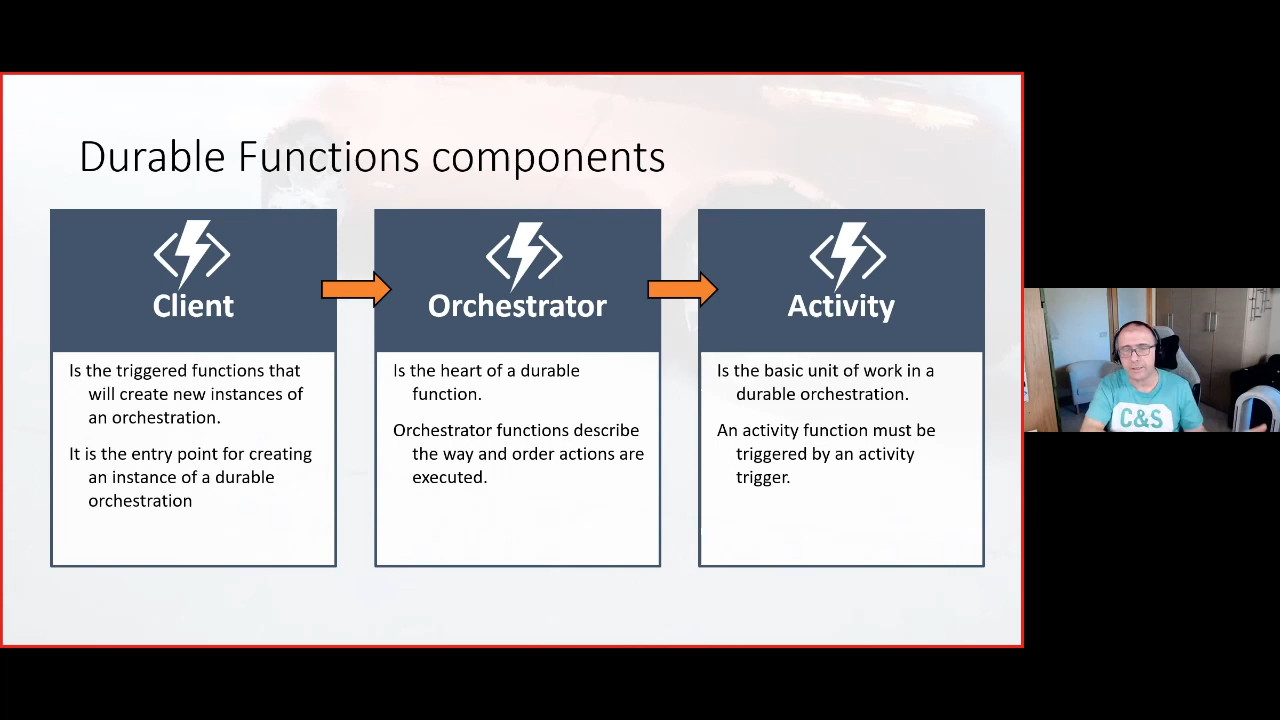 Durable Functions components
Client
Is the triggered functions that
will create new instances of
an orchestration.
It is the entry point for creating
an instance of a durable
orchestration
Orchestrator
Is the heart of a durable
function.
Orchestrator functions describe
the way and order actions are
executed.
Activity
Is the basic unit of work in a
durable orchestration.
An activity function must be
triggered by an activity
trigger.
C&S